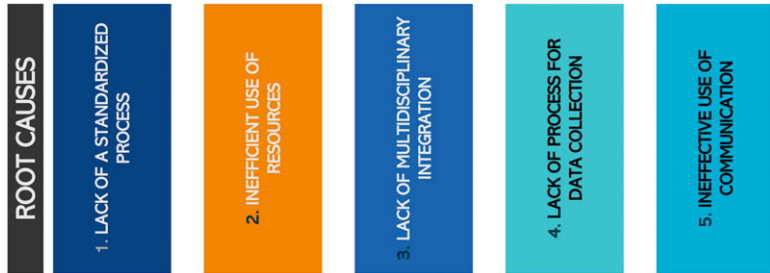 ROOT CAUSES
1. LACK OF A STANDARDIZED
PROCESS
2. INEFFICIENT USE OF
RESOURCES
3. LACK OF MULTIDISCIPLINARY
INTEGRATION
4. LACK OF PROCESS FOR
DATA COLLECTION
5. INEFFECTIVE USE OF
COMMUNICATION